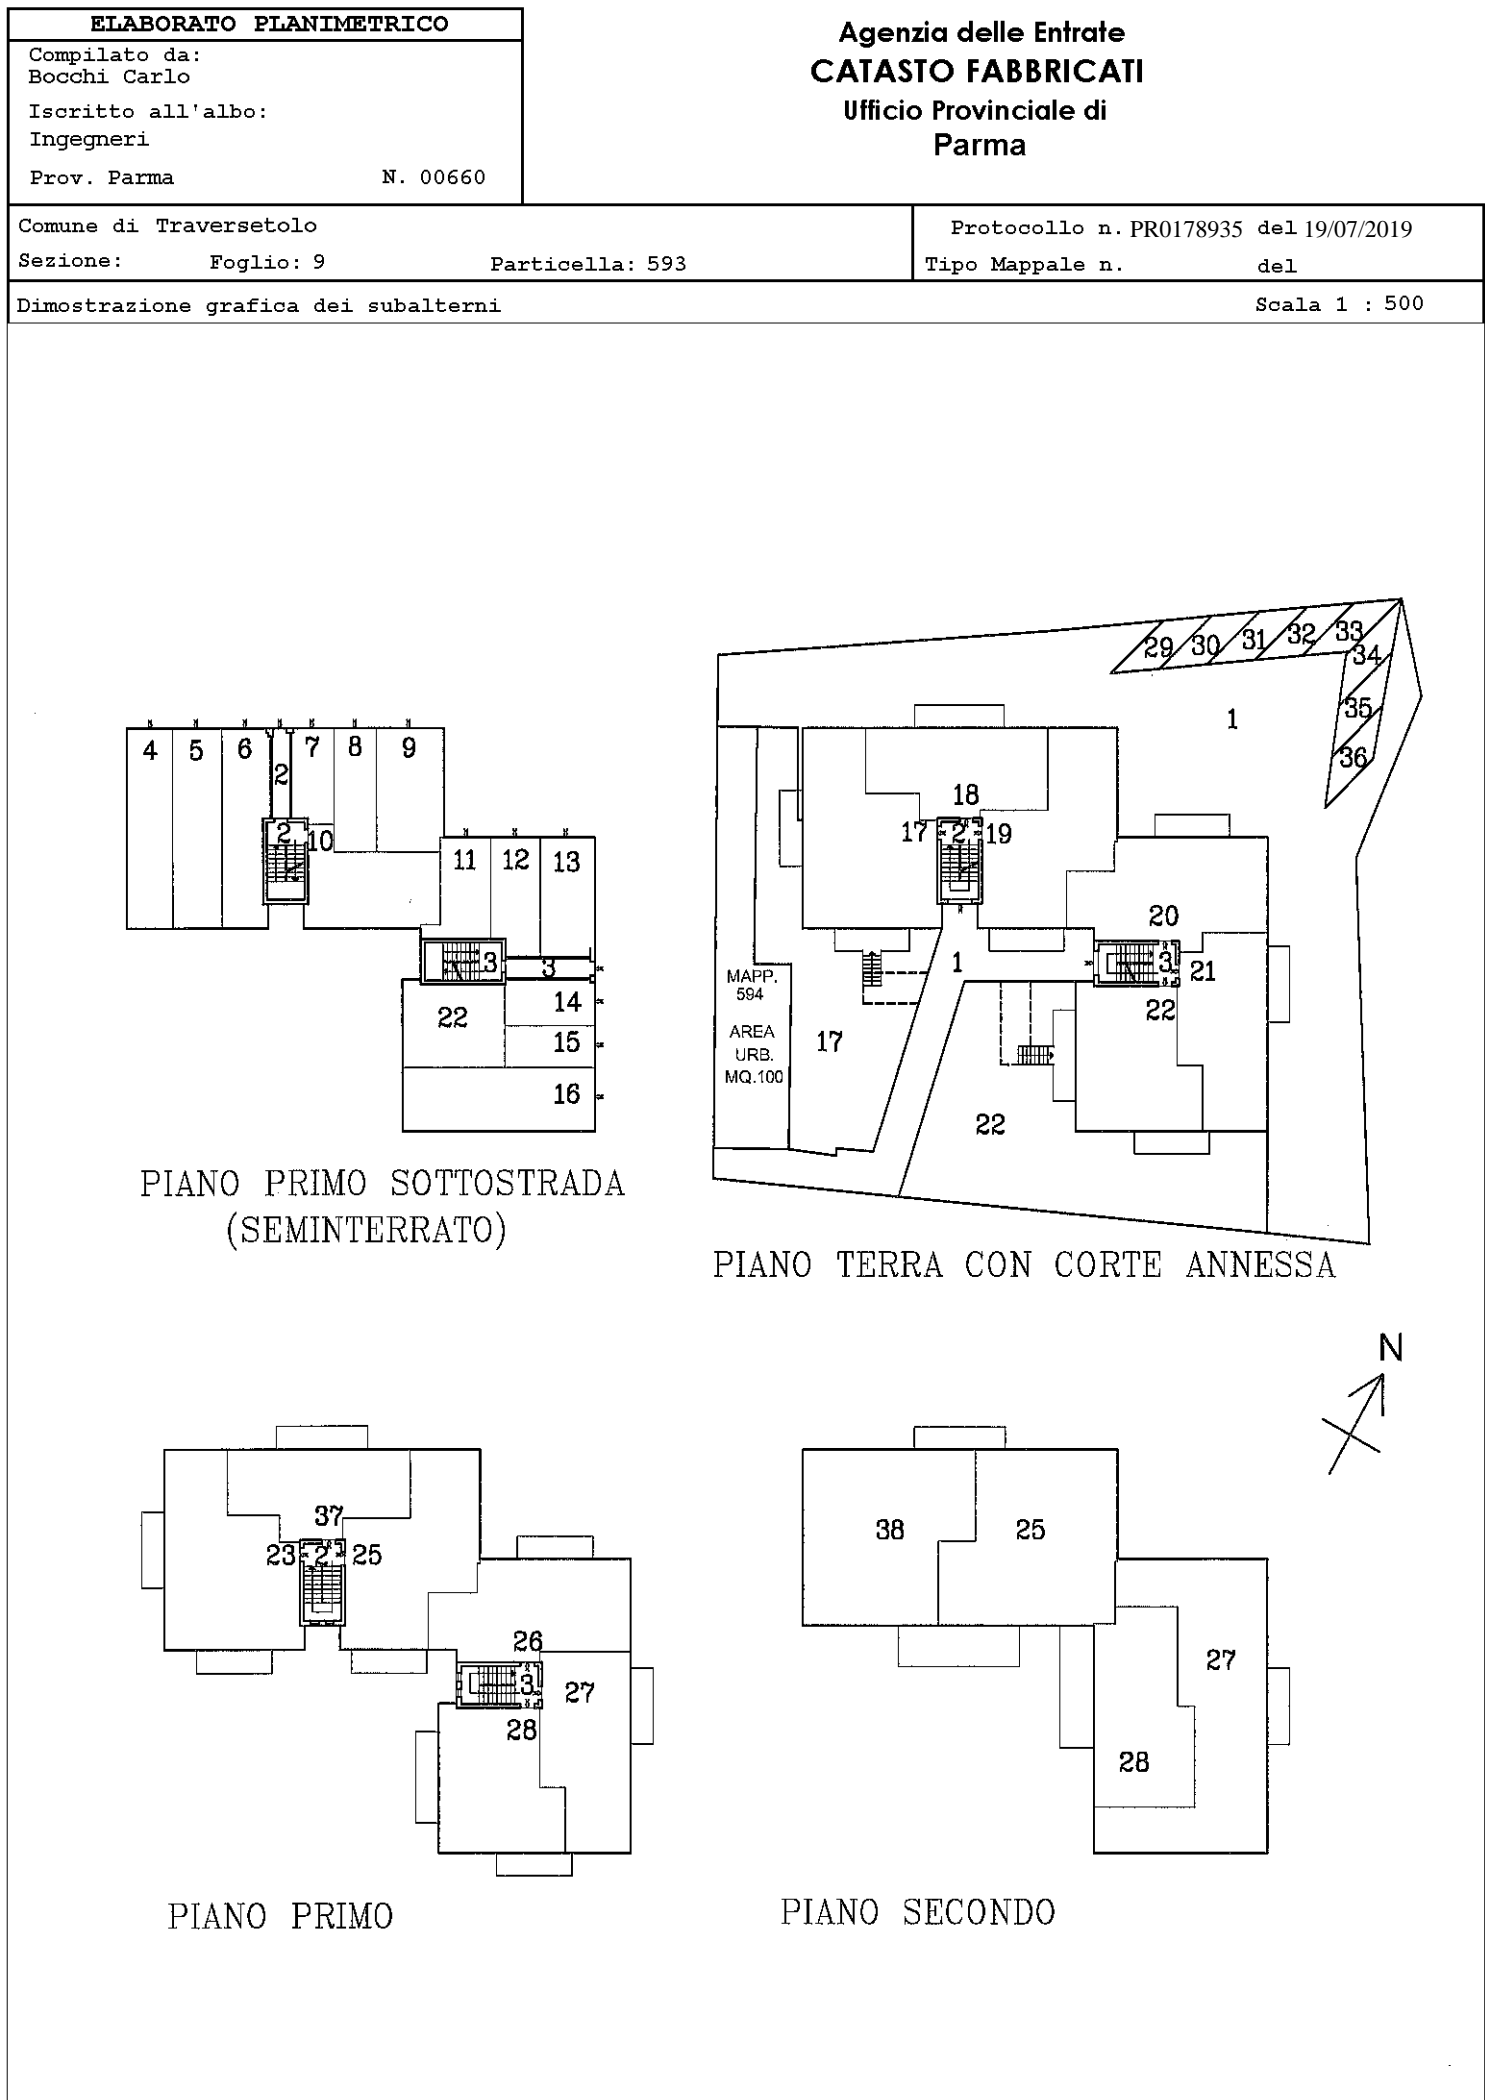 ELABORATO PLANIMETRICO
Compilato da:
Bocchi Carlo
Iscritto all'albo:
Ingegneri
Prov. Parma N. 00660
Agenzia delle Entrate
CATASTO FABBRICATI
Ufficio Provinciale di
Parma
Comune di Traversetolo
Sezione: Foglio: 9 Particella: 593
Protocollo n. PR0178935 del 19/07/2019
Tipo Mappale n. del
Dimostrazione grafica dei subalterni Scala 1 : 500
4 5 6 2 7 8 9
2 10
11 12 13
3 3
22 14
15
16
PIANO PRIMO SOTTOSTRADA
(SEMINTERRATO)
29 30 31 32 33
34
35
36
1
18
17 2 19
20
1 3 21
22
MAPP.
594
AREA
URB.
MQ.100
17
22
PIANO TERRA CON CORTE ANNESSA
N
37
23 2 25
26
3 27
28
PIANO PRIMO
38 25
27
28
PIANO SECONDO